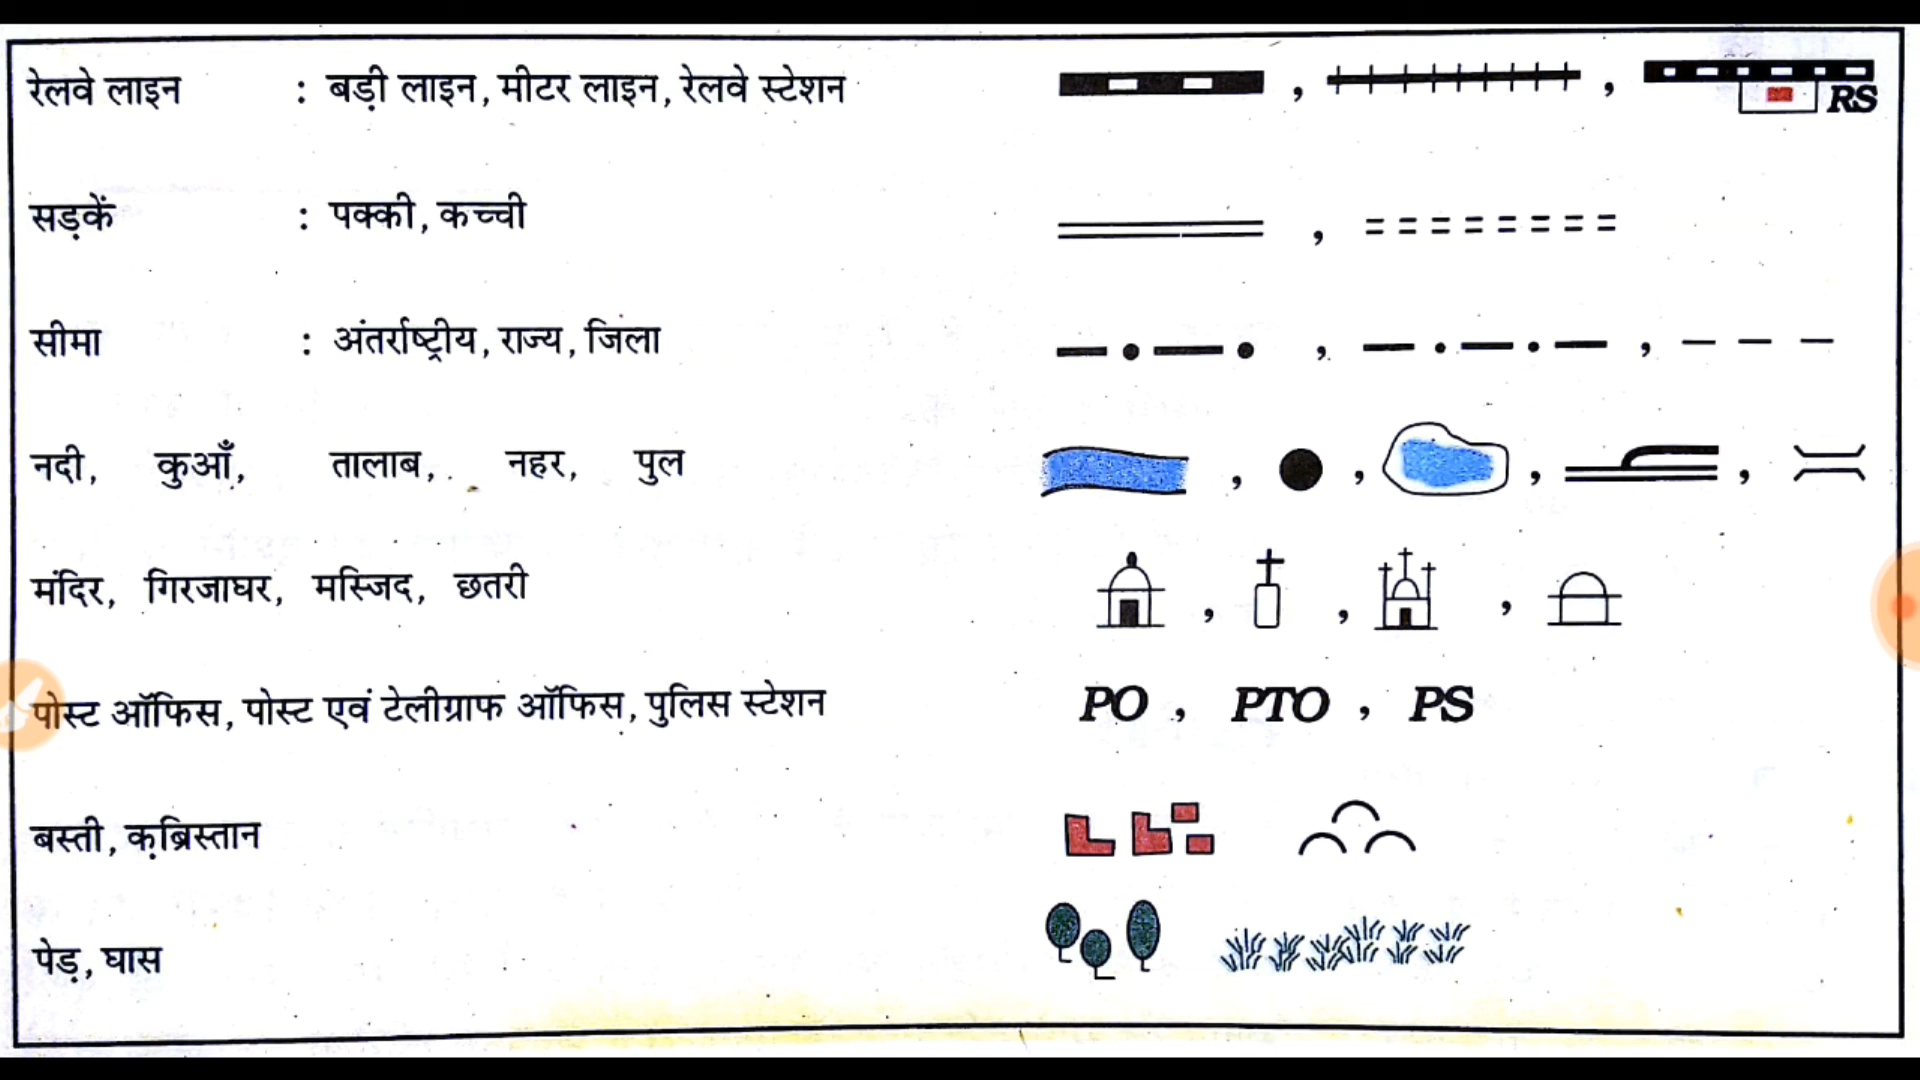 रेलवे लाइन : बड़ी लाइन, मीटर लाइन, रेलवे स्टेशन , , RS
सड़कें : पक्की, कच्ची ,
सीमा : अंतर्राष्ट्रीय, राज्य, जिला , ,
नदी, कुआँ, तालाब, नहर, पुल , , , ,
मंदिर, गिरजाघर, मस्जिद, छतरी , , ,
पोस्ट ऑफिस, पोस्ट एवं टेलीग्राफ ऑफिस, पुलिस स्टेशन PO , PTO , PS
बस्ती, क़ब्रिस्तान
पेड़, घास